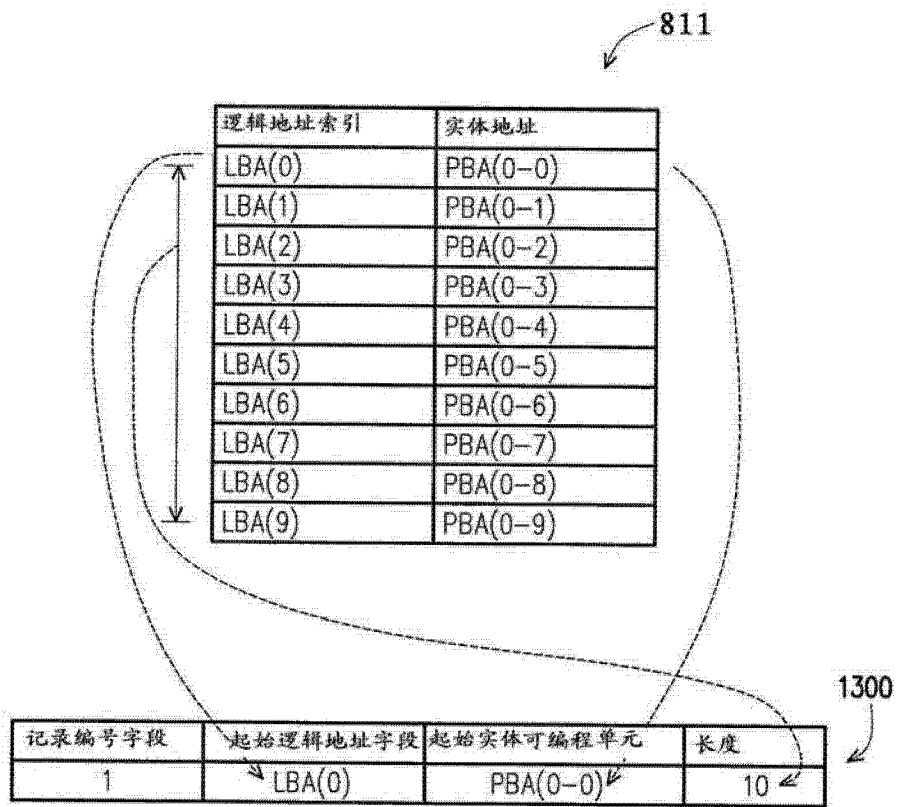 811
逻辑地址索引 实体地址
LBA(0) PBA(0-0)
LBA(1) PBA(0-1)
LBA(2) PBA(0-2)
LBA(3) PBA(0-3)
LBA(4) PBA(0-4)
LBA(5) PBA(0-5)
LBA(6) PBA(0-6)
LBA(7) PBA(0-7)
LBA(8) PBA(0-8)
LBA(9) PBA(0-9)
1300
记录编号字段 起始逻辑地址字段 起始实体可编程单元 长度
1 LBA(0) PBA(0-0) 10